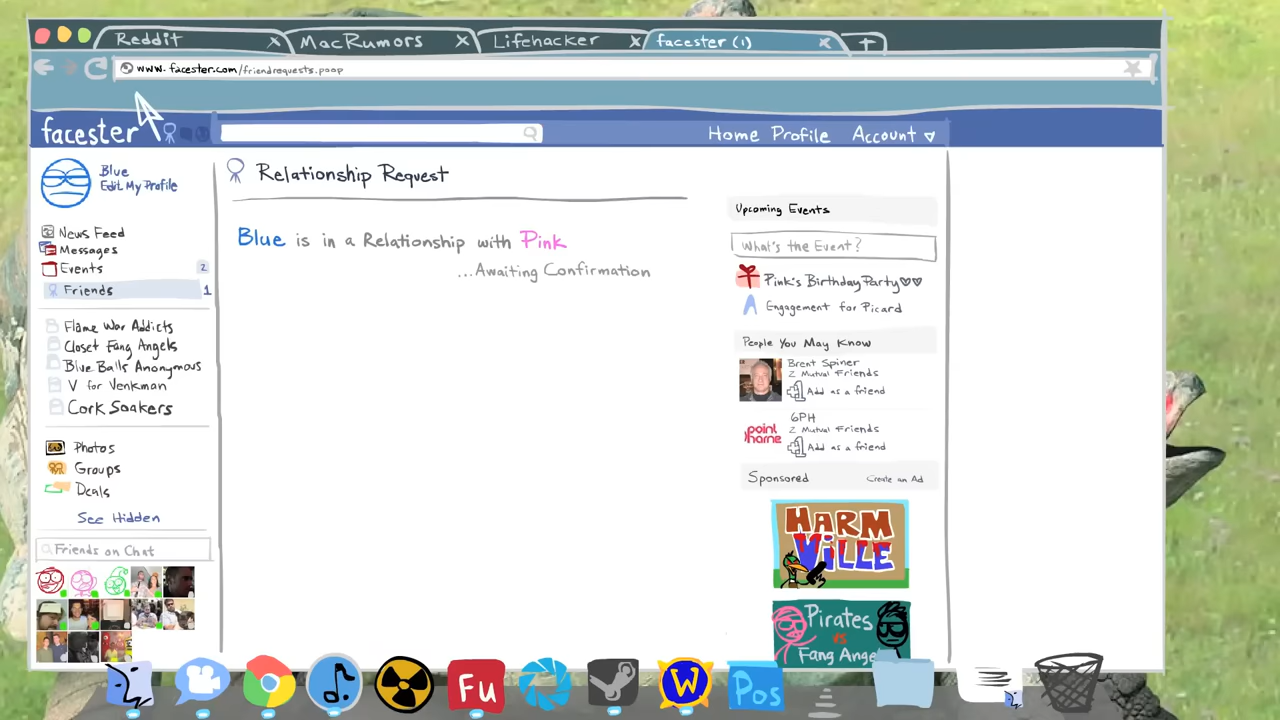 Reddit
MacRumors
Lifehacker
facester (1)
www.facester.com/friendrequests.poop
facester
Home Profile Account
Blue
Edit My Profile
News Feed
Messages
Events 2
Friends 1
Flame War Addicts
Closet Fang Angels
Blue Balls Anonymous
V for Venkman
Cork Soakers
Photos
Groups
Deals
See Hidden
Friends on Chat
Relationship Request
Blue is in a Relationship with Pink
...Awaiting Confirmation
Upcoming Events
What's the Event?
Pink's Birthday Party♡♡
Engagement for Picard
People You May Know
Brent Spiner
2 Mutual Friends
+1 Add as a friend
6PH
2 Mutual Friends
+1 Add as a friend
point
Sponsored
Create an Ad
HARM
VILLE
Pirates
vs
Fang Ange
Fu
W
Pos